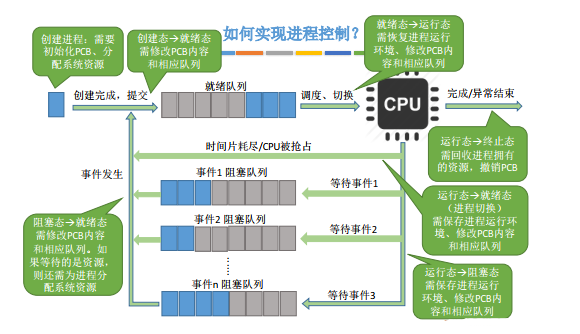 如何实现进程控制？
创建进程：需要
初始化PCB、分
配系统资源
创建态→就绪态
需修改PCB内容
和相应队列
就绪态→运行态
需恢复进程运行
环境、修改PCB内
容和相应队列
就绪队列
创建完成，提交
调度、切换
CPU
完成/异常结束
运行态→终止态
需回收进程拥有
的资源，撤销PCB
时间片耗尽/CPU被抢占
事件发生
事件1 阻塞队列
等待事件1
运行态→就绪态
（进程切换）
需保存进程运行环
境、修改PCB内容
和相应队列
事件2 阻塞队列
等待事件2
阻塞态→就绪态
需修改PCB内容
和相应队列。如
果等待的是资源，
则还需为进程分
配系统资源
运行态→阻塞态
需保存进程运行
环境、修改PCB内
容和相应队列
事件n 阻塞队列
等待事件3